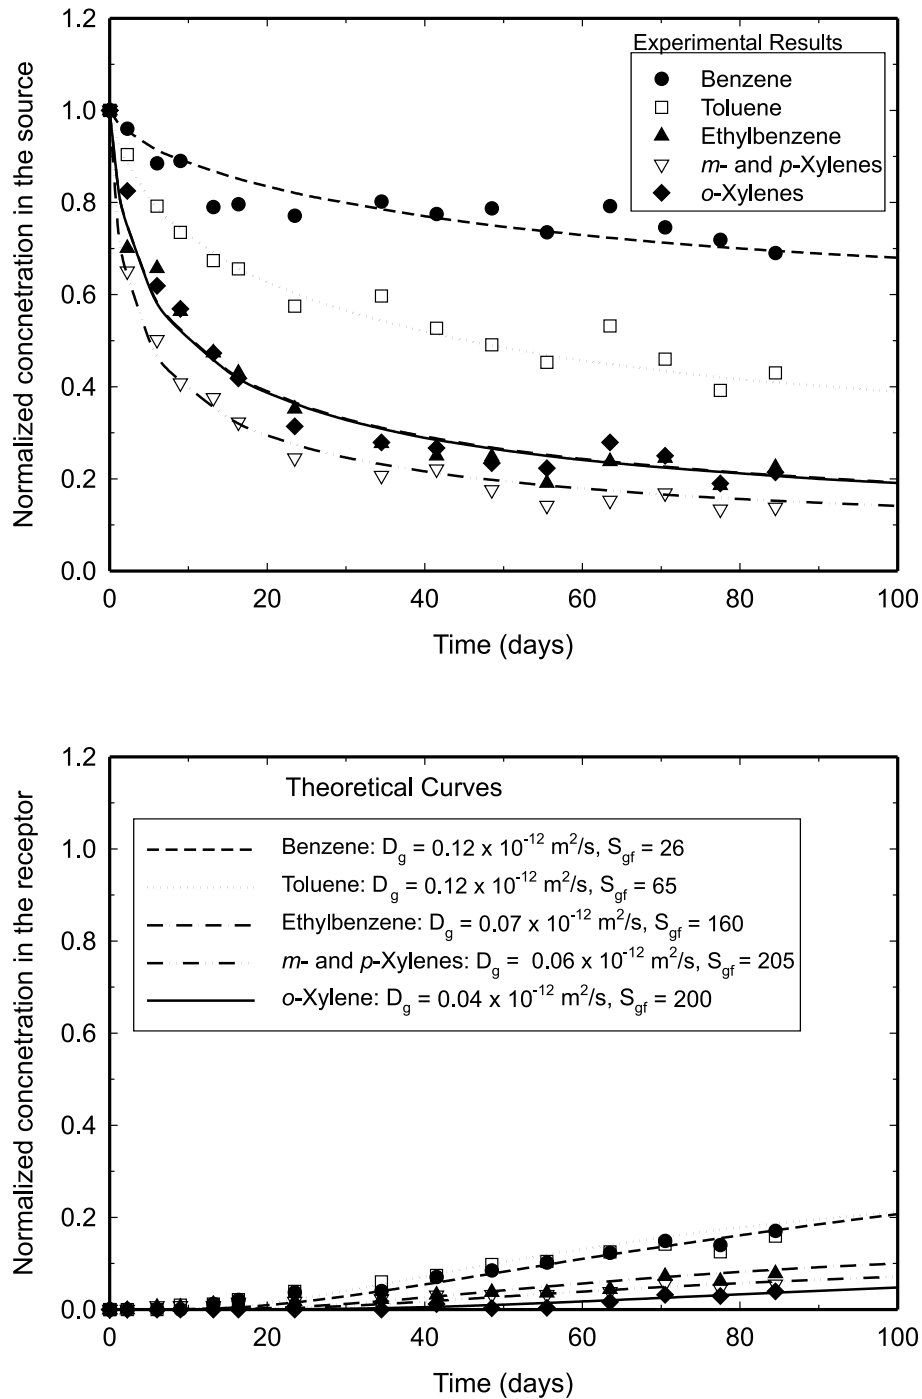 Normalized concnetration in the source
1.2
1.0
0.8
0.6
0.4
0.2
0.0
Experimental Results
Benzene
Toluene
Ethylbenzene
m- and p-Xylenes
o-Xylenes
0 20 40 60 80 100
Time (days)
Normalized concnetration in the receptor
1.2
1.0
0.8
0.6
0.4
0.2
0.0
Theoretical Curves
Benzene: D_g = 0.12 x 10^-12 m^2/s, S_gf = 26
Toluene: D_g = 0.12 x 10^-12 m^2/s, S_gf = 65
Ethylbenzene: D_g = 0.07 x 10^-12 m^2/s, S_gf = 160
m- and p-Xylenes: D_g = 0.06 x 10^-12 m^2/s, S_gf = 205
o-Xylene: D_g = 0.04 x 10^-12 m^2/s, S_gf = 200
0 20 40 60 80 100
Time (days)